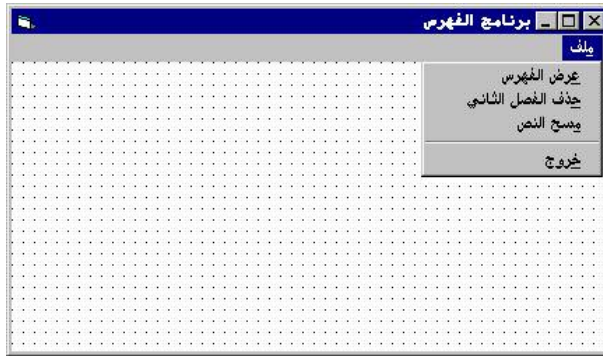 برنامج الفهرس
ملف
عرض الفهرس
حذف الفصل الثاني
مسح النص
خروج